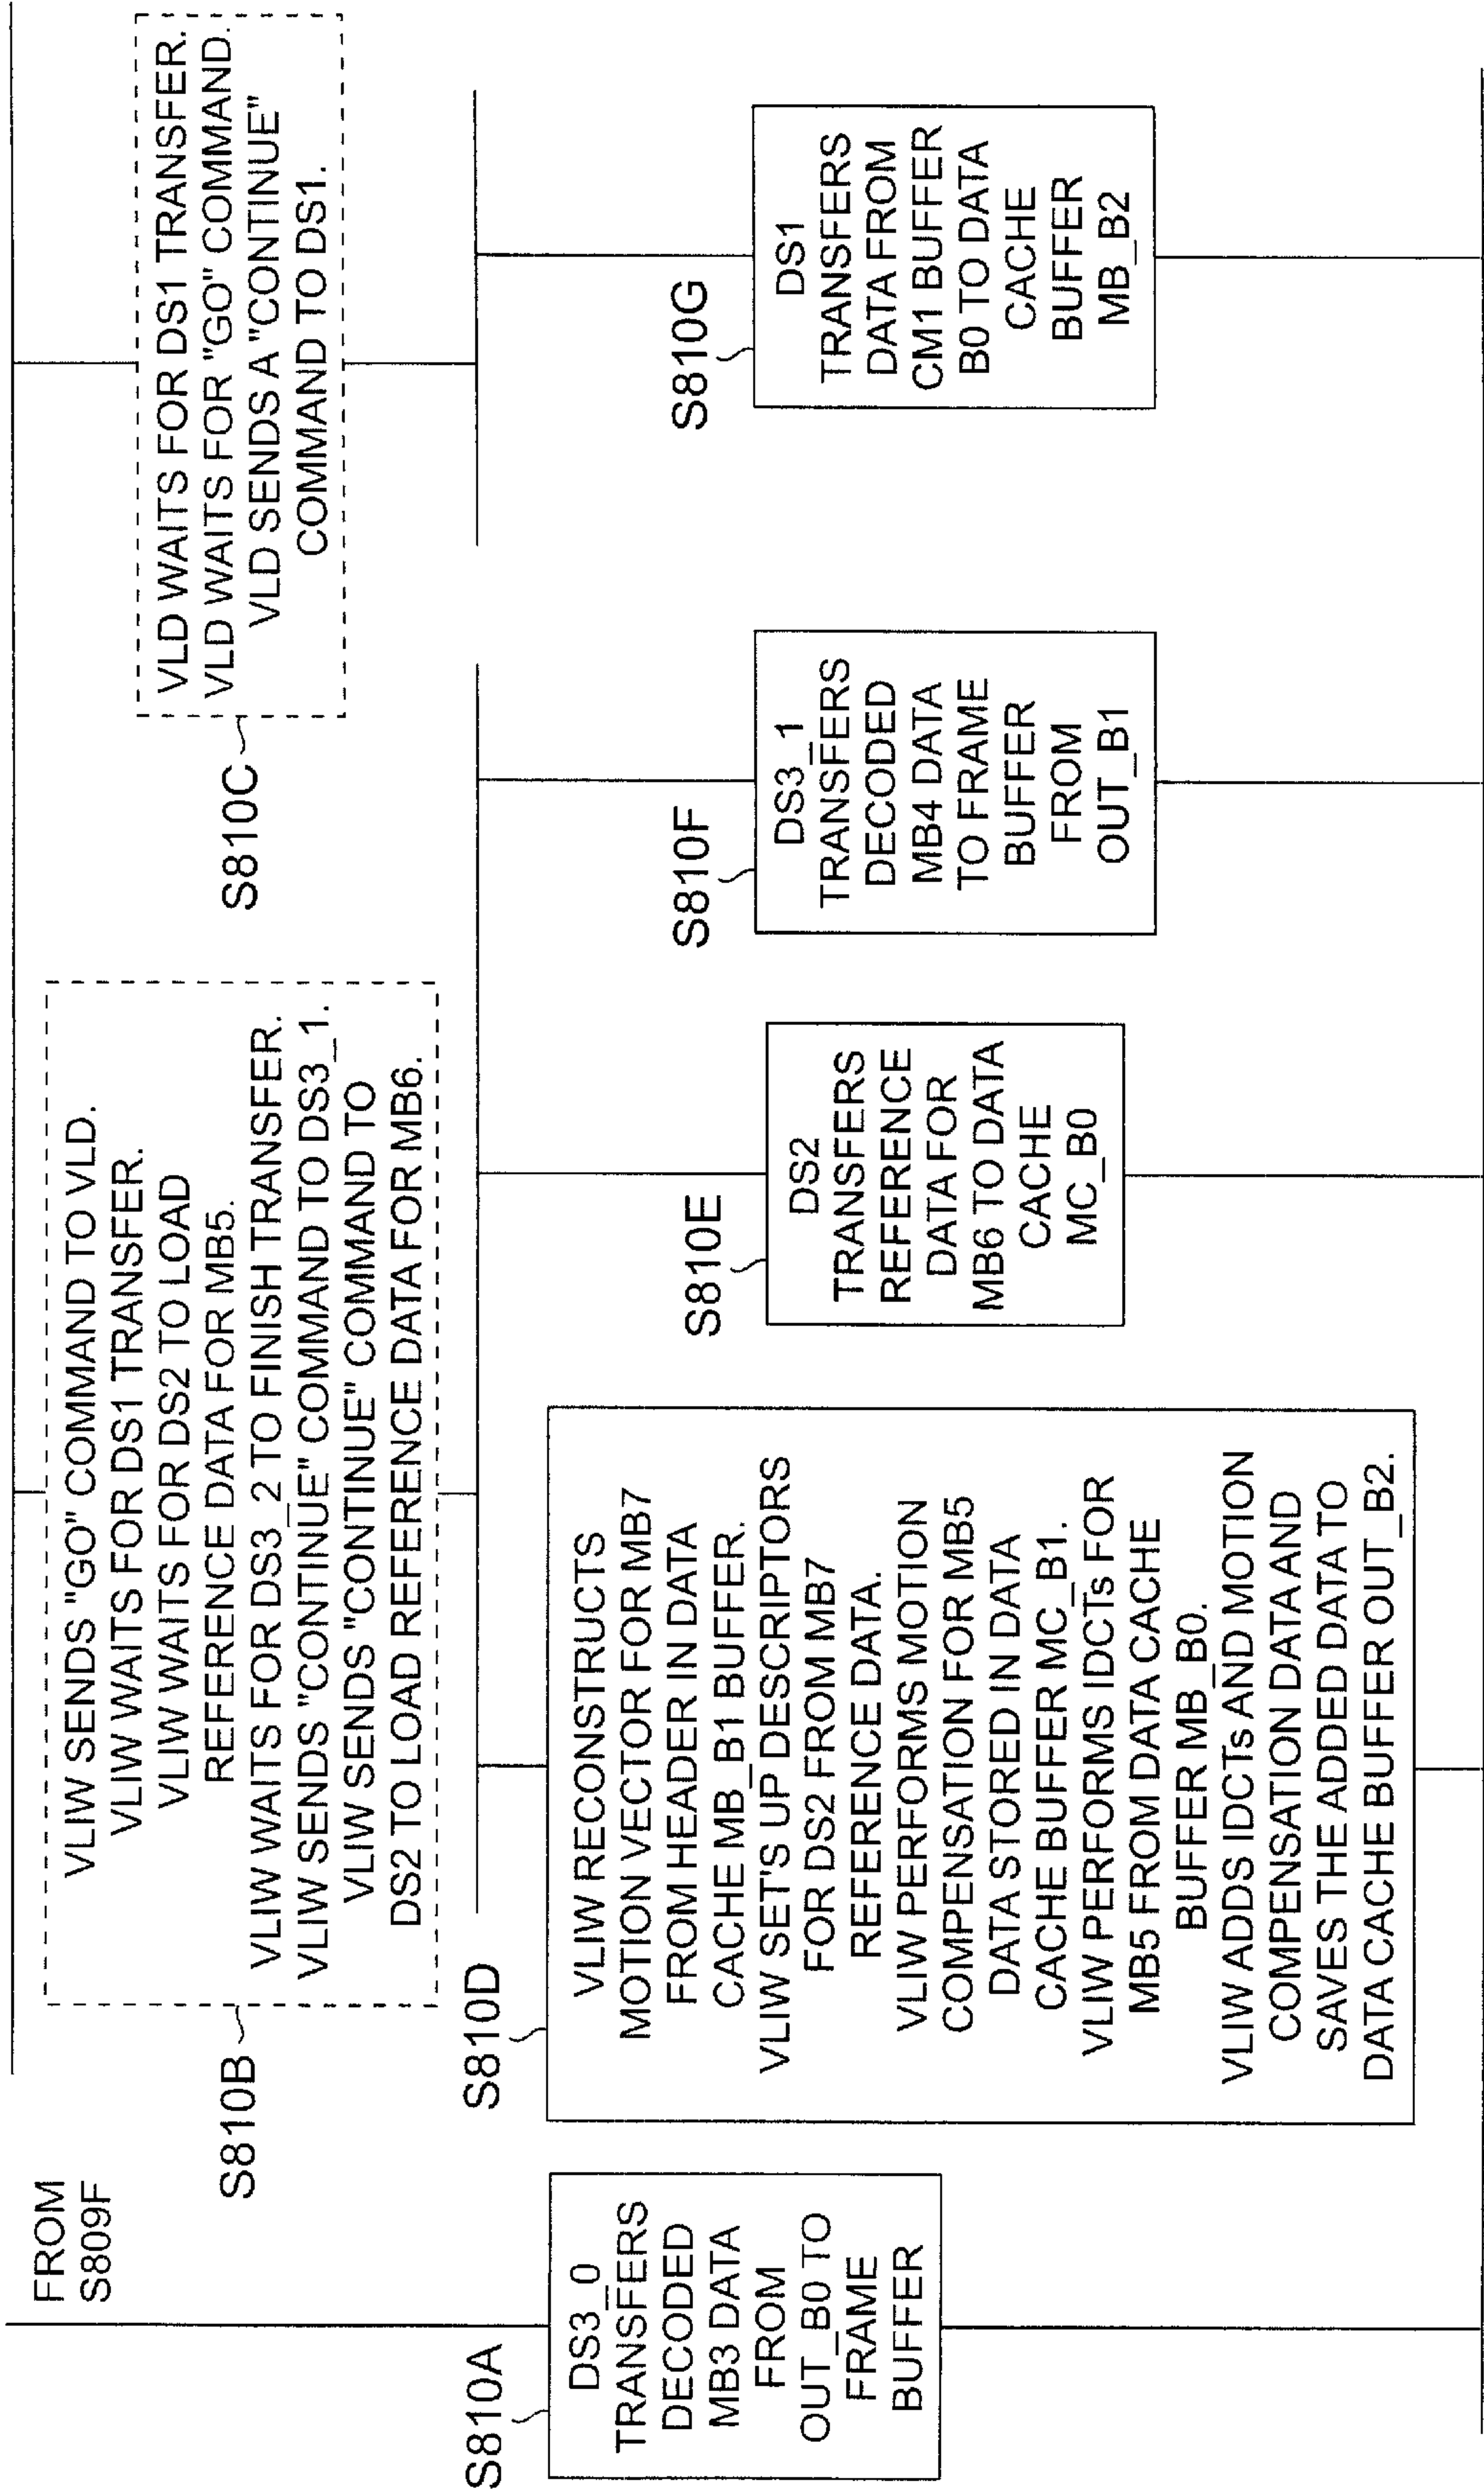 FROM
S809F
S810A
DS3_0
TRANSFERS
DECODED
MB3 DATA
FROM
OUT_B0 TO
FRAME
BUFFER
S810B
VLIW SENDS "GO" COMMAND TO VLD.
VLIW WAITS FOR DS1 TRANSFER.
VLIW WAITS FOR DS2 TO LOAD
REFERENCE DATA FOR MB5.
VLIW WAITS FOR DS3_2 TO FINISH TRANSFER.
VLIW SENDS "CONTINUE" COMMAND TO DS3_1.
VLIW SENDS "CONTINUE" COMMAND TO
DS2 TO LOAD REFERENCE DATA FOR MB6.
S810C
VLD WAITS FOR DS1 TRANSFER.
VLD WAITS FOR "GO" COMMAND.
VLD SENDS A "CONTINUE"
COMMAND TO DS1.
S810D
VLIW RECONSTRUCTS
MOTION VECTOR FOR MB7
FROM HEADER IN DATA
CACHE MB_B1 BUFFER.
VLIW SET'S UP DESCRIPTORS
FOR DS2 FROM MB7
REFERENCE DATA.
VLIW PERFORMS MOTION
COMPENSATION FOR MB5
DATA STORED IN DATA
CACHE BUFFER MC_B1.
VLIW PERFORMS IDCTs FOR
MB5 FROM DATA CACHE
BUFFER MB_B0.
VLIW ADDS IDCTs AND MOTION
COMPENSATION DATA AND
SAVES THE ADDED DATA TO
DATA CACHE BUFFER OUT_B2.
S810E
DS2
TRANSFERS
REFERENCE
DATA FOR
MB6 TO DATA
CACHE
MC_B0
S810F
DS3_1
TRANSFERS
DECODED
MB4 DATA
TO FRAME
BUFFER
FROM
OUT_B1
S810G
DS1
TRANSFERS
DATA FROM
CM1 BUFFER
B0 TO DATA
CACHE
BUFFER
MB_B2